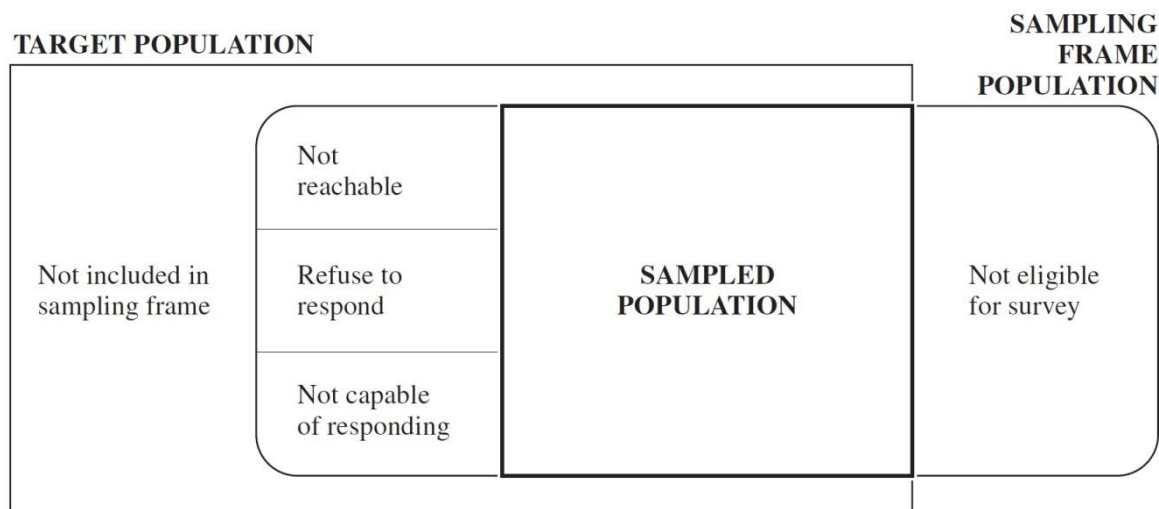 TARGET POPULATION
SAMPLING
FRAME
POPULATION
Not included in
sampling frame
Not
reachable
Refuse to
respond
Not capable
of responding
SAMPLED
POPULATION
Not eligible
for survey